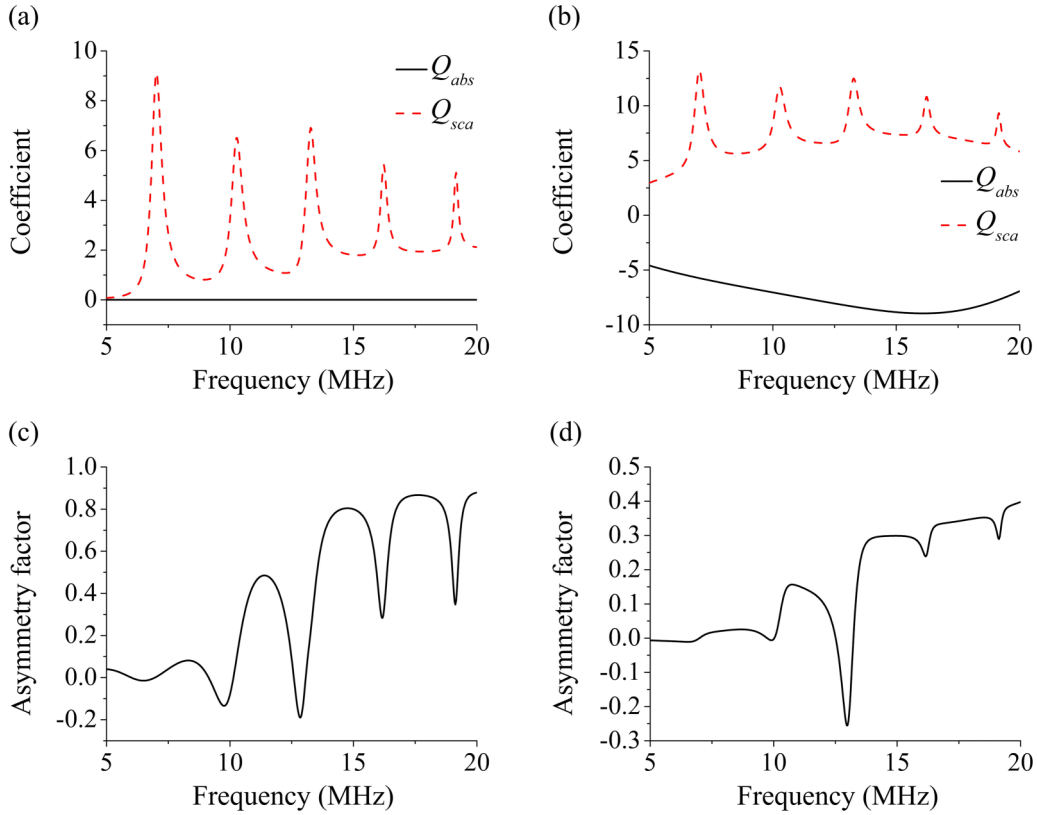 (a)
10
8
6
4
2
0
Coefficient
Q_abs
Q_sca
5
10
15
20
Frequency (MHz)
(b)
15
10
5
0
-5
-10
Coefficient
Q_abs
Q_sca
5
10
15
20
Frequency (MHz)
(c)
1.0
0.8
0.6
0.4
0.2
0.0
-0.2
Asymmetry factor
5
10
15
20
Frequency (MHz)
(d)
0.5
0.4
0.3
0.2
0.1
0.0
-0.1
-0.2
-0.3
Asymmetry factor
5
10
15
20
Frequency (MHz)